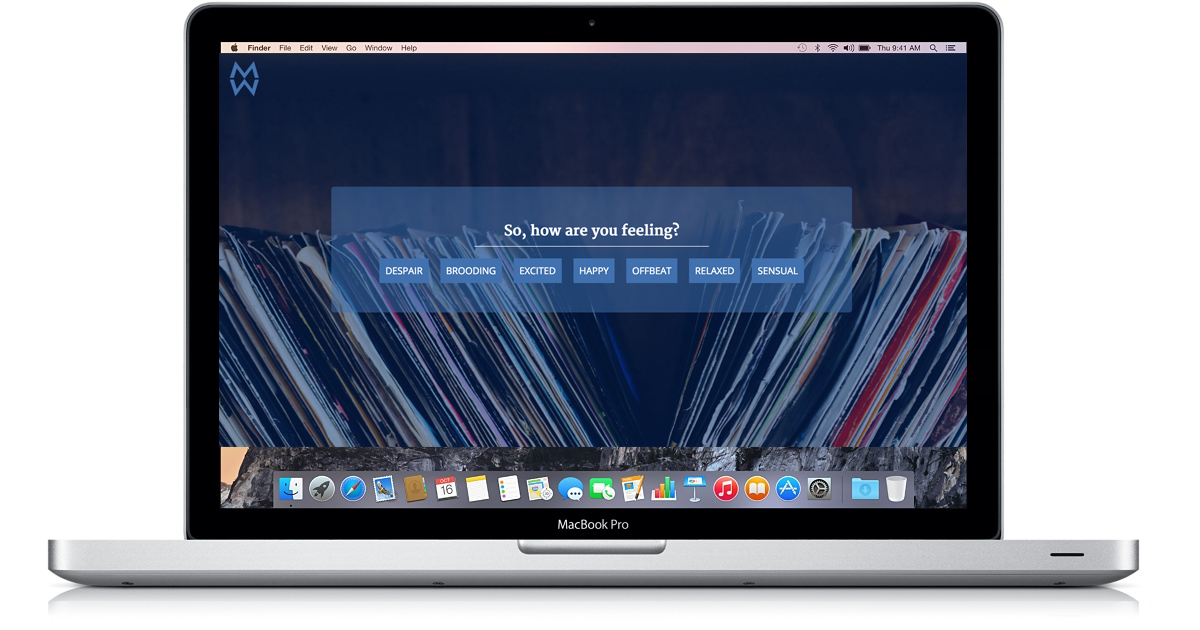 Finder File Edit View Go Window Help Thu 9:41 AM
MW
So, how are you feeling?
DESPAIR BROODING EXCITED HAPPY OFFBEAT RELAXED SENSUAL
OCT
16
MacBook Pro